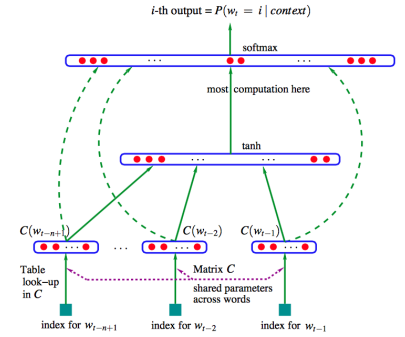 i-th output = P(w_t = i | context)
softmax
. . .
. . .
most computation here
tanh
. . .
. . .
C(w_{t−n+1})
C(w_{t−2})
C(w_{t−1})
. . .
. . .
. . .
. . .
Table
look–up
in C
Matrix C
shared parameters
across words
index for w_{t−n+1}
index for w_{t−2}
index for w_{t−1}